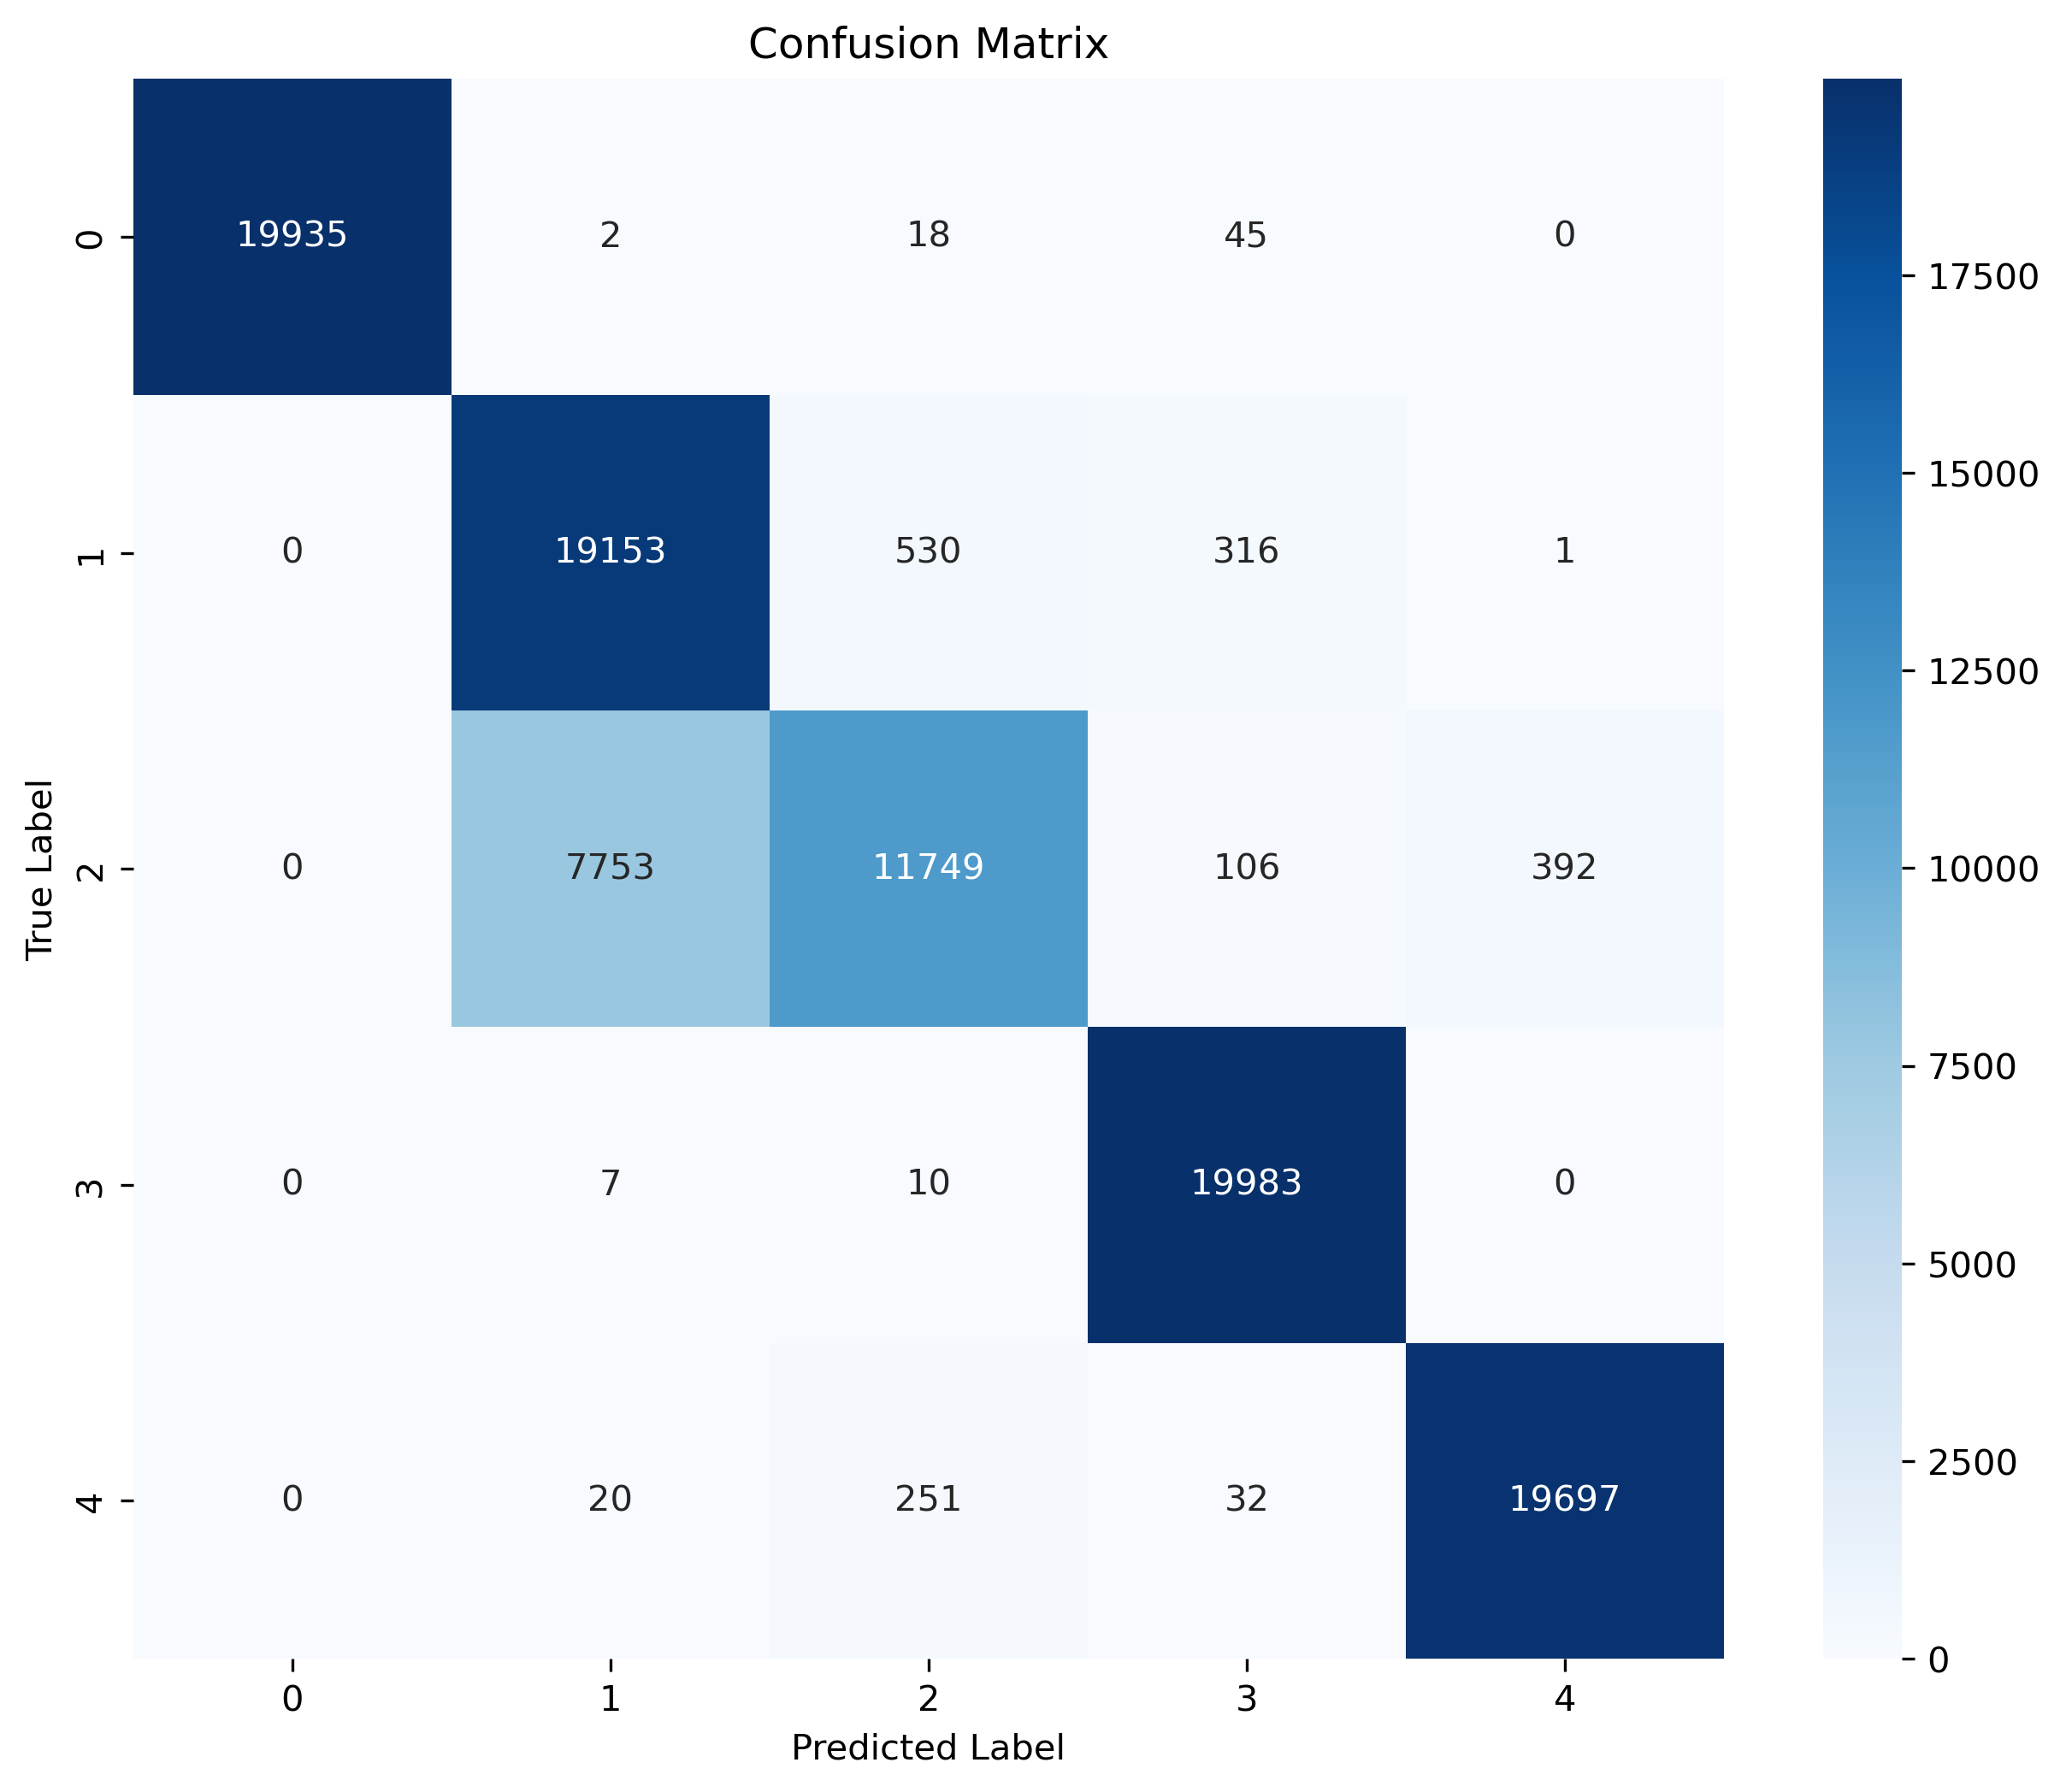 Confusion Matrix
19935 2 18 45 0
0 19153 530 316 1
0 7753 11749 106 392
0 7 10 19983 0
0 20 251 32 19697
0
1
2
3
4
True Label
0 1 2 3 4
Predicted Label
17500
15000
12500
10000
7500
5000
2500
0